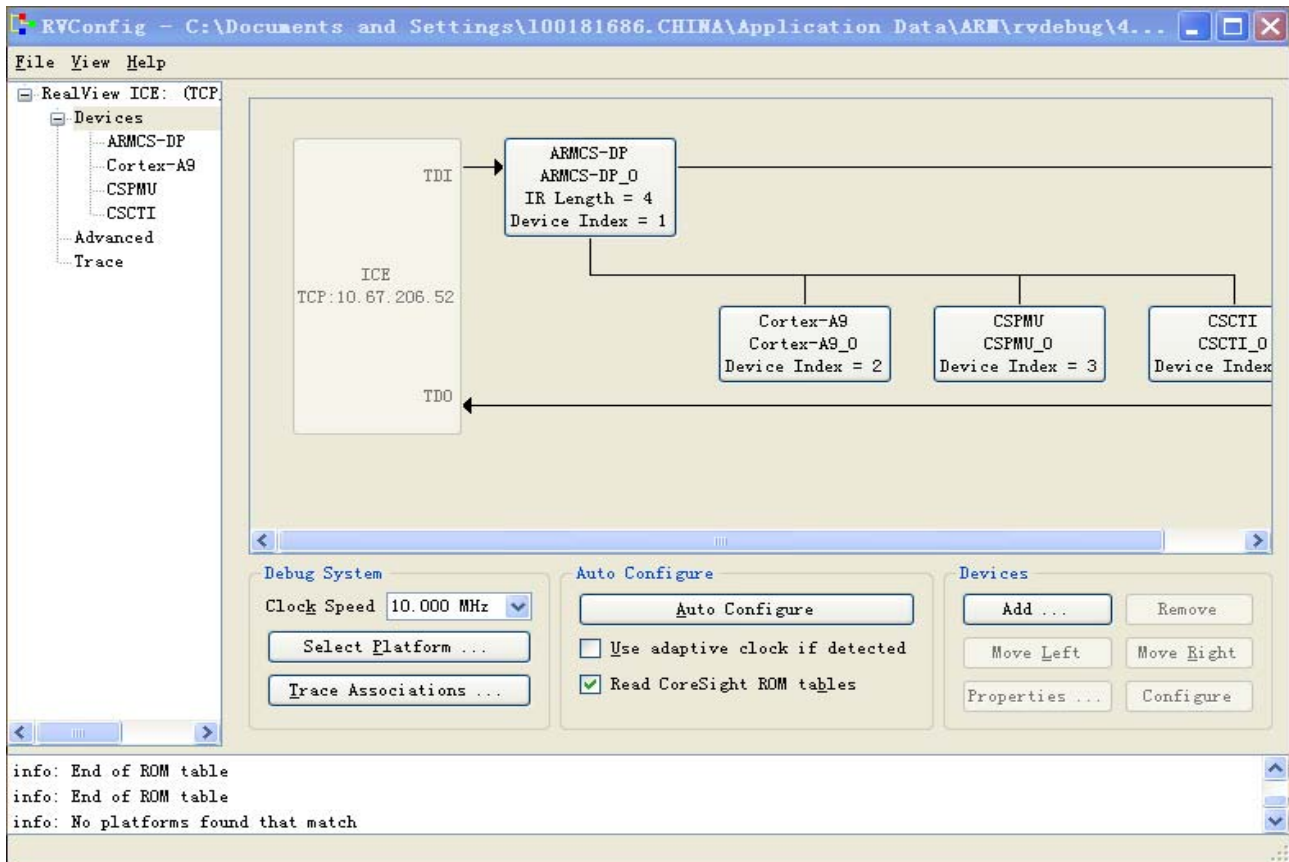 RVConfig - C:\Documents and Settings\l00181686.CHINA\Application Data\ARM\rvdebug\4...
File View Help
RealView ICE: (TCP
Devices
ARMCS-DP
Cortex-A9
CSPMU
CSCTI
Advanced
Trace
TDI
ICE
TCP:10.67.206.52
TDO
ARMCS-DP
ARMCS-DP_0
IR Length = 4
Device Index = 1
Cortex-A9
Cortex-A9_0
Device Index = 2
CSPMU
CSPMU_0
Device Index = 3
CSCTI
CSCTI_0
Device Index
Debug System
Clock Speed 10.000 MHz
Select Platform ...
Trace Associations ...
Auto Configure
Auto Configure
Use adaptive clock if detected
Read CoreSight ROM tables
Devices
Add ... Remove
Move Left Move Right
Properties ... Configure
info: End of ROM table
info: End of ROM table
info: No platforms found that match